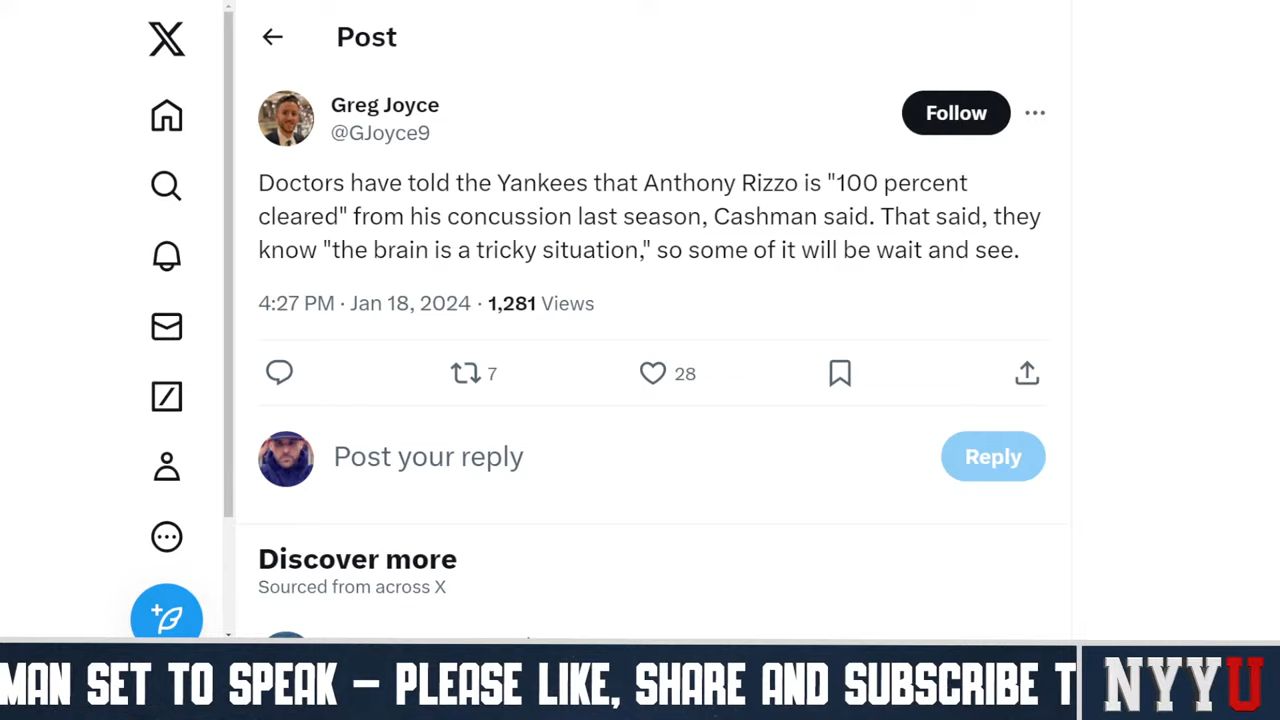 Post
Greg Joyce
@GJoyce9
Follow
Doctors have told the Yankees that Anthony Rizzo is "100 percent
cleared" from his concussion last season, Cashman said. That said, they
know "the brain is a tricky situation," so some of it will be wait and see.
4:27 PM · Jan 18, 2024 · 1,281 Views
7
28
Post your reply
Reply
Discover more
Sourced from across X
MAN SET TO SPEAK – PLEASE LIKE, SHARE AND SUBSCRIBE T
NYYU